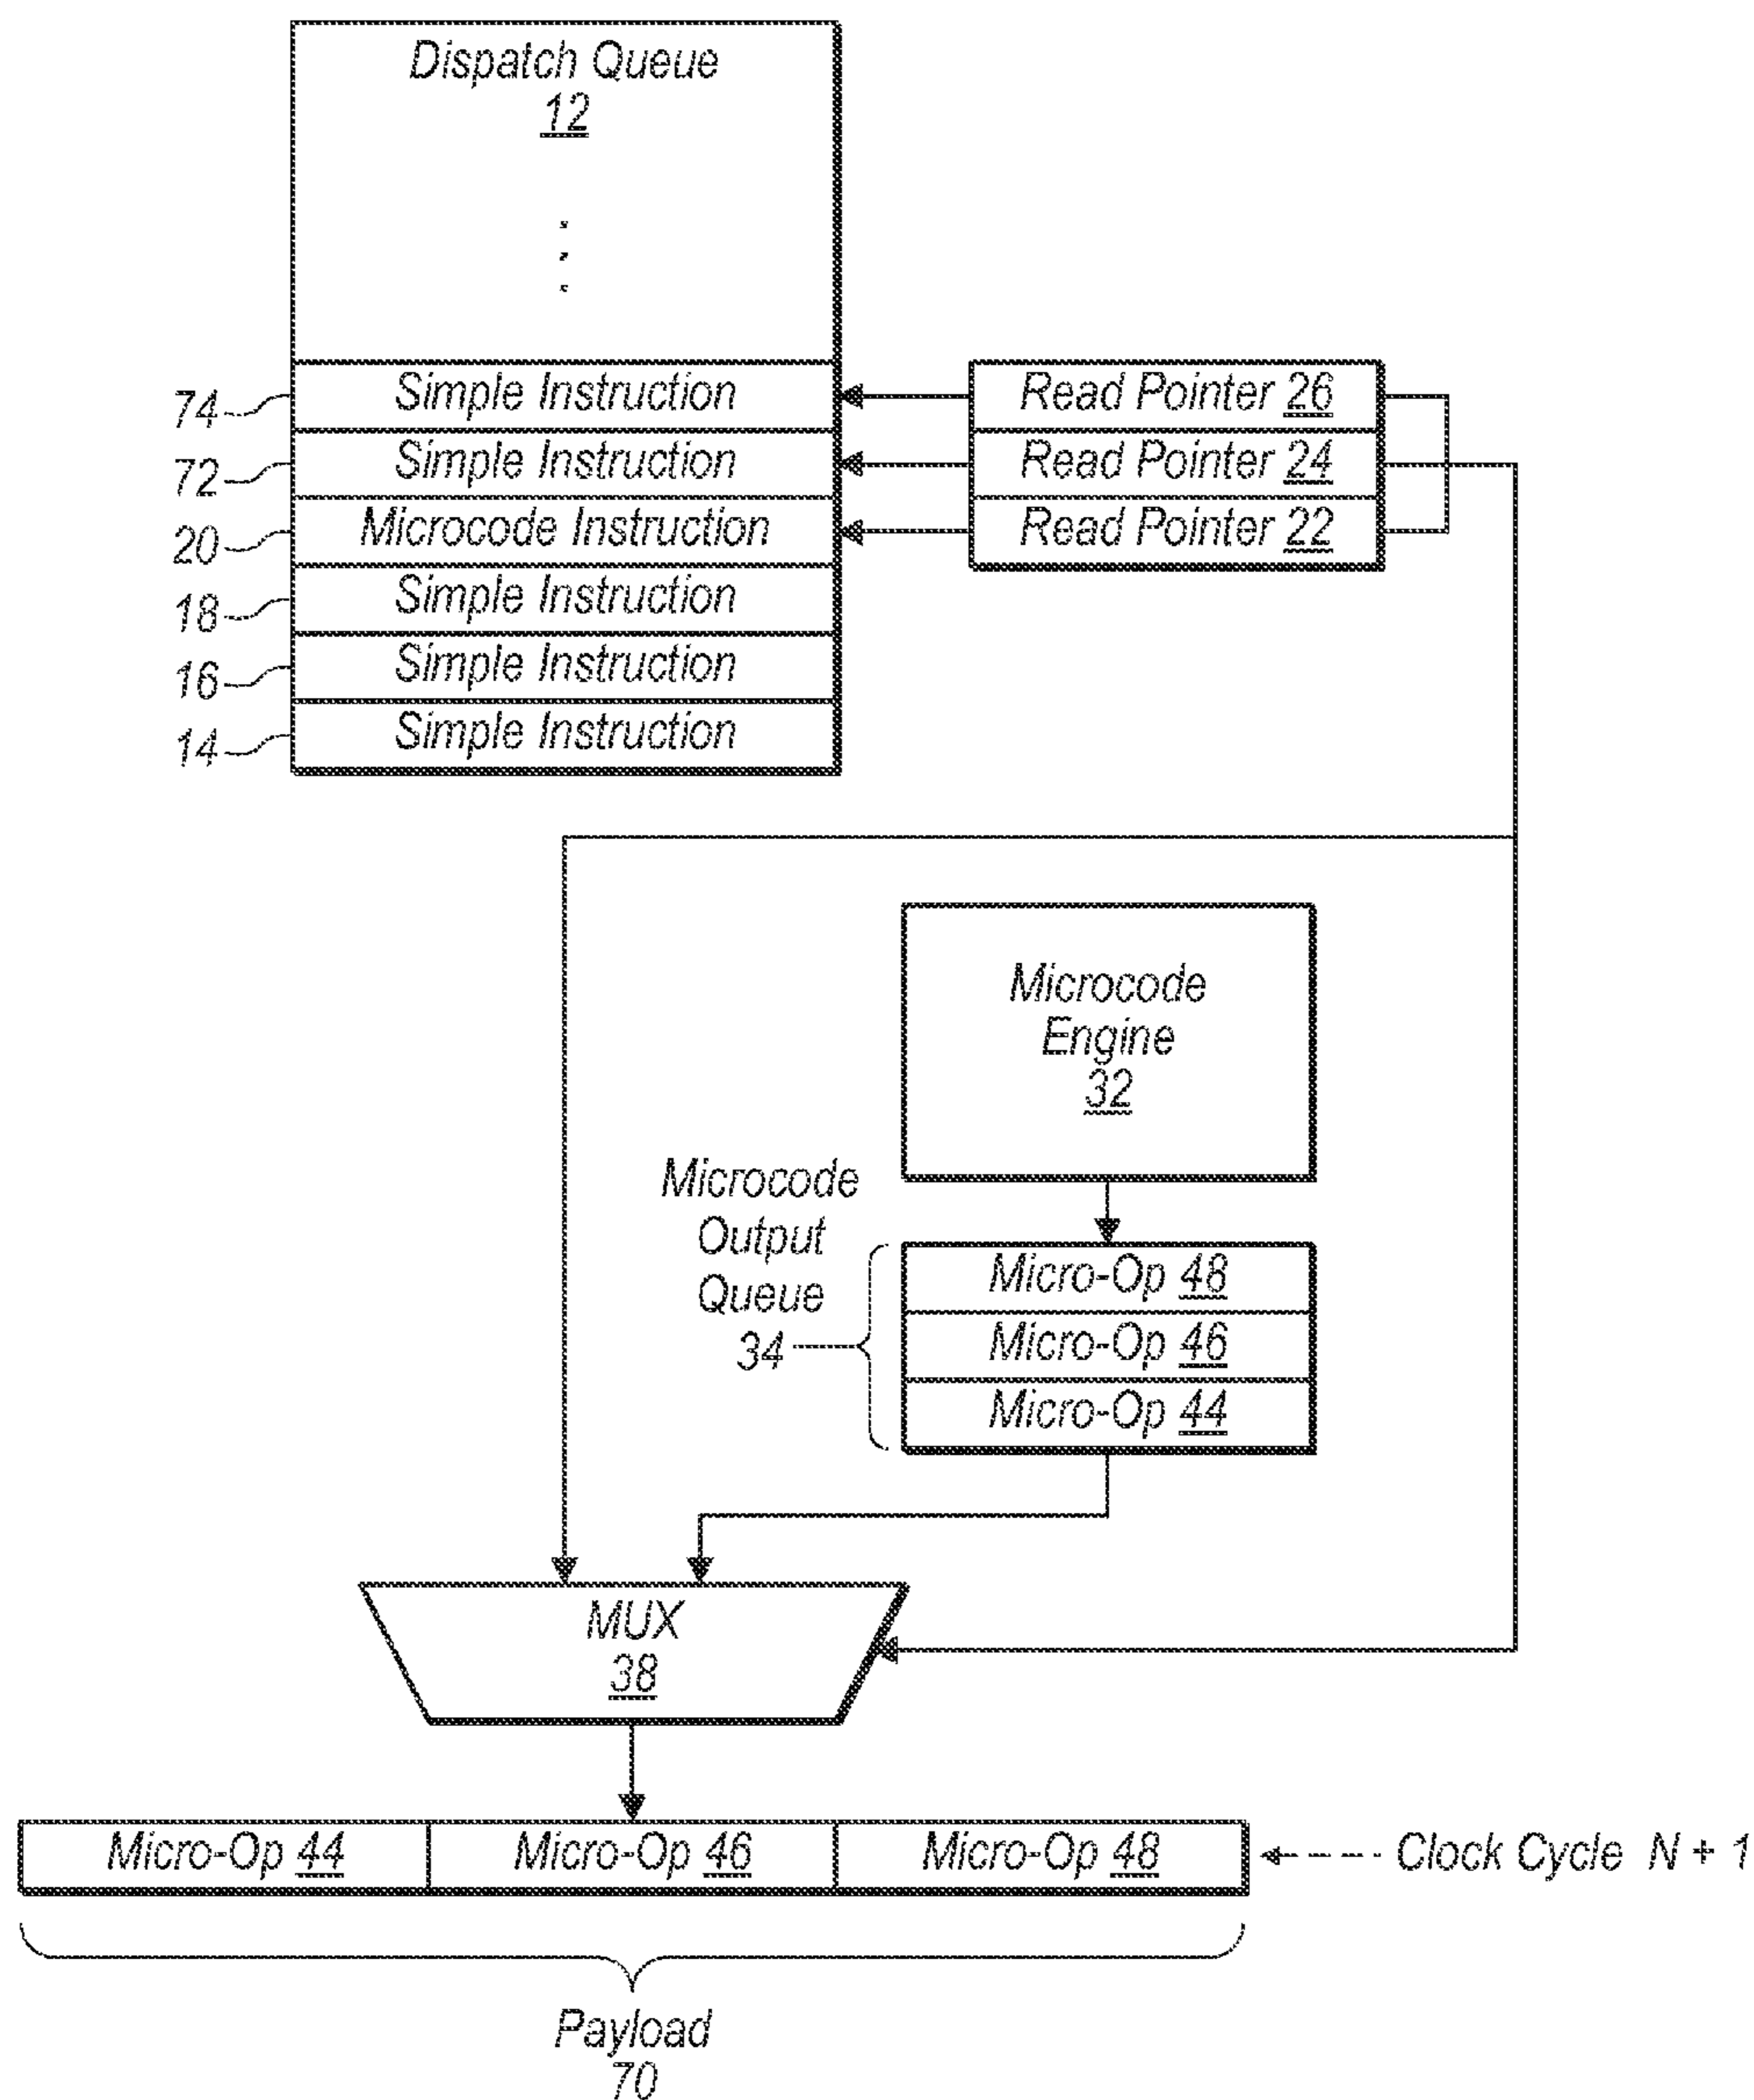 Dispatch Queue
12
74 Simple Instruction Read Pointer 26
72 Simple Instruction Read Pointer 24
20 Microcode Instruction Read Pointer 22
18 Simple Instruction
16 Simple Instruction
14 Simple Instruction
Microcode
Engine
32
Microcode
Output
Queue
34
Micro-Op 48
Micro-Op 46
Micro-Op 44
MUX
38
Micro-Op 44 Micro-Op 46 Micro-Op 48 Clock Cycle N + 1
Payload
70